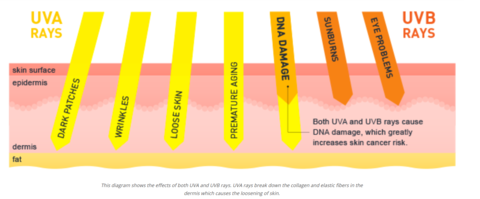 UVA
RAYS
UVB
RAYS
skin surface
epidermis
dermis
fat
DARK PATCHES
WRINKLES
LOOSE SKIN
PREMATURE AGING
DNA DAMAGE
SUNBURNS
EYE PROBLEMS
Both UVA and UVB rays cause
DNA damage, which greatly
increases skin cancer risk.
This diagram shows the effects of both UVA and UVB rays. UVA rays break down the collagen and elastic fibers in the
dermis which causes the loosening of skin.